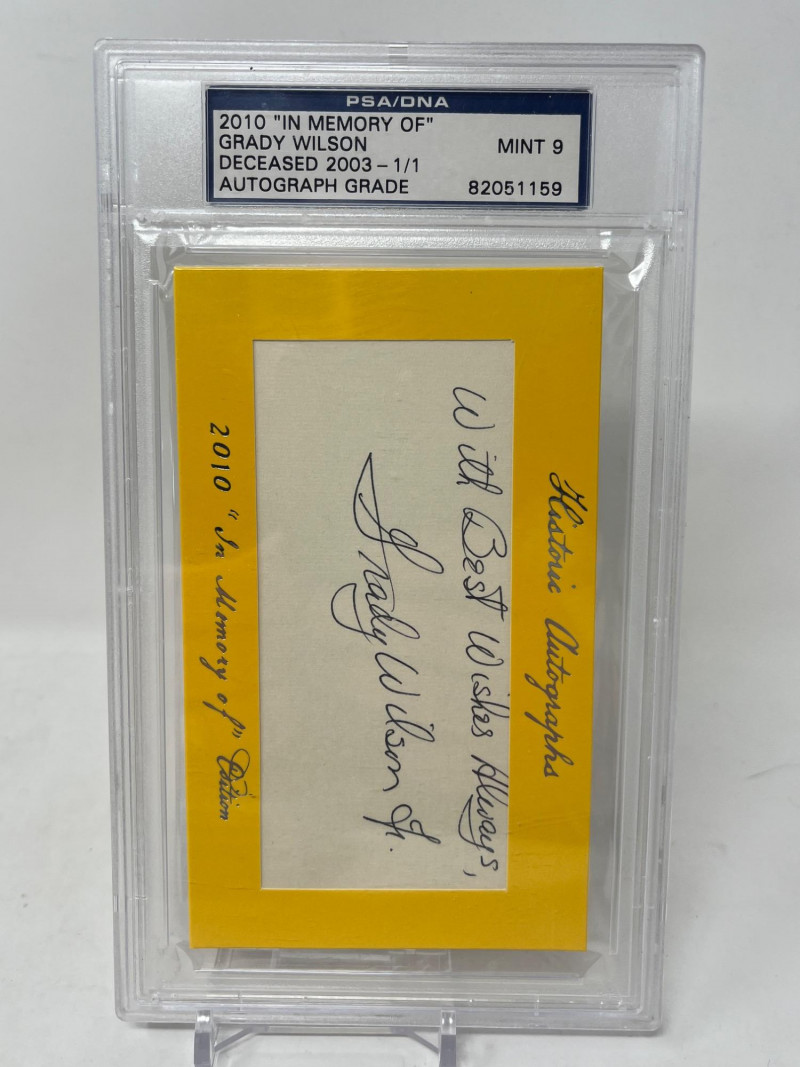 PSA/DNA
2010 "IN MEMORY OF"
GRADY WILSON MINT 9
DECEASED 2003 - 1/1
AUTOGRAPH GRADE 82051159
Historic Autographs
With Best Wishes Always,
Grady Wilson Jr.
2010 "In Memory of" Edition